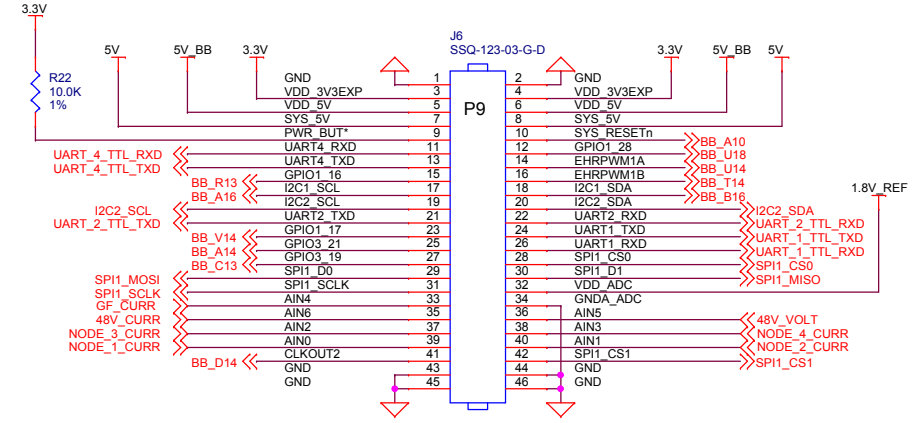 3.3V
J6
SSQ-123-03-G-D
5V 5V_BB 3.3V 3.3V 5V_BB 5V
R22
10.0K
1%
P9
GND 1 2 GND
VDD_3V3EXP 3 4 VDD_3V3EXP
VDD_5V 5 6 VDD_5V
SYS_5V 7 8 SYS_5V
PWR_BUT* 9 10 SYS_RESETn BB_A10
UART_4_TTL_RXD UART4_RXD 11 12 GPIO1_28 BB_U18
UART_4_TTL_TXD UART4_TXD 13 14 EHRPWM1A BB_U14
BB_R13 GPIO1_16 15 16 EHRPWM1B BB_T14
BB_A16 I2C1_SCL 17 18 I2C1_SDA BB_B16
1.8V_REF
I2C2_SCL I2C2_SCL 19 20 I2C2_SDA I2C2_SDA
UART_2_TTL_TXD UART2_TXD 21 22 UART2_RXD UART_2_TTL_RXD
BB_V14 GPIO1_17 23 24 UART1_TXD UART_1_TTL_TXD
BB_A14 GPIO3_21 25 26 UART1_RXD UART_1_TTL_RXD
BB_C13 GPIO3_19 27 28 SPI1_CS0 SPI1_CS0
SPI1_MOSI SPI1_D0 29 30 SPI1_D1 SPI1_MISO
SPI1_SCLK SPI1_SCLK 31 32 VDD_ADC
GF_CURR AIN4 33 34 GNDA_ADC
48V_CURR AIN6 35 36 AIN5 48V_VOLT
NODE_3_CURR AIN2 37 38 AIN3 NODE_4_CURR
NODE_1_CURR AIN0 39 40 AIN1 NODE_2_CURR
BB_D14 CLKOUT2 41 42 SPI1_CS1 SPI1_CS1
GND 43 44 GND
GND 45 46 GND